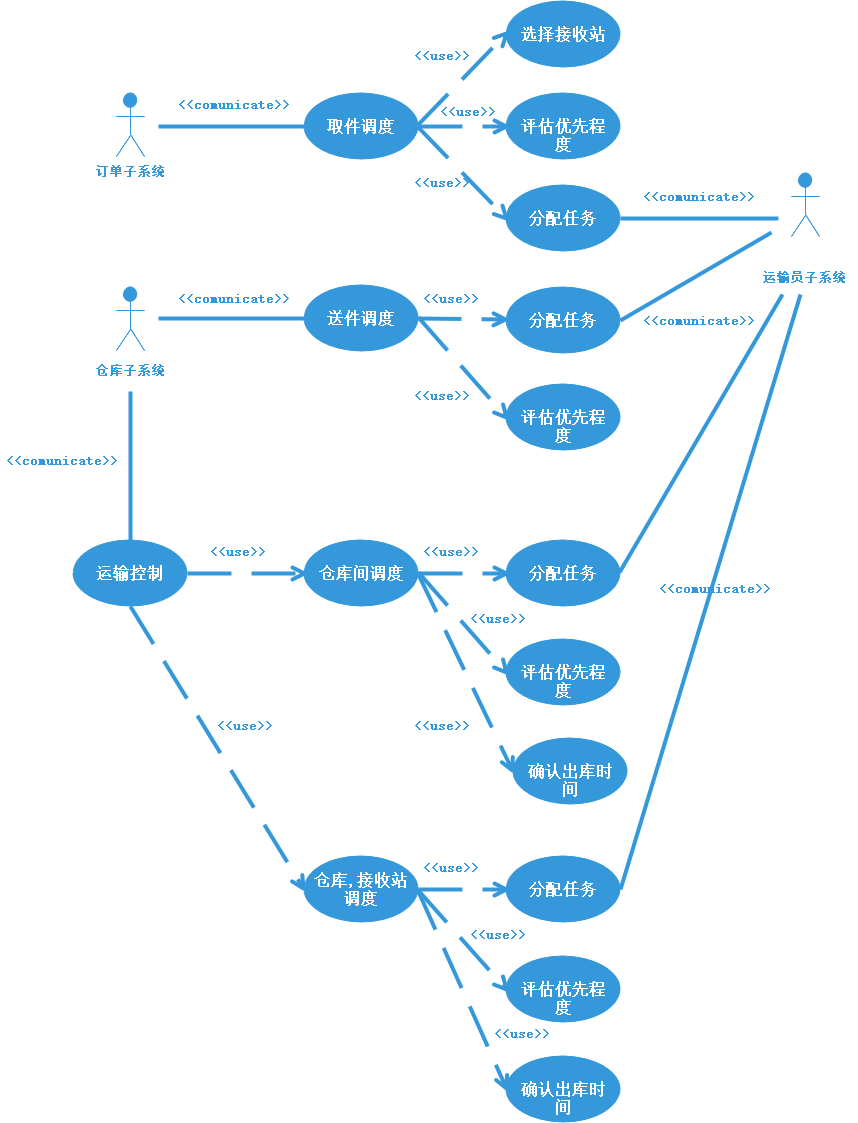 选择接收站
<<use>>
<<comunicate>>
<<use>>
取件调度
评估优先程
度
订单子系统
<<use>>
<<comunicate>>
分配任务
运输员子系统
<<comunicate>>
<<use>>
送件调度
分配任务
<<comunicate>>
仓库子系统
<<use>>
评估优先程
度
<<comunicate>>
<<use>>
<<use>>
运输控制
仓库间调度
分配任务
<<comunicate>>
<<use>>
评估优先程
度
<<use>>
<<use>>
确认出库时
间
<<use>>
仓库,接收站
调度
分配任务
<<use>>
评估优先程
度
<<use>>
确认出库时
间